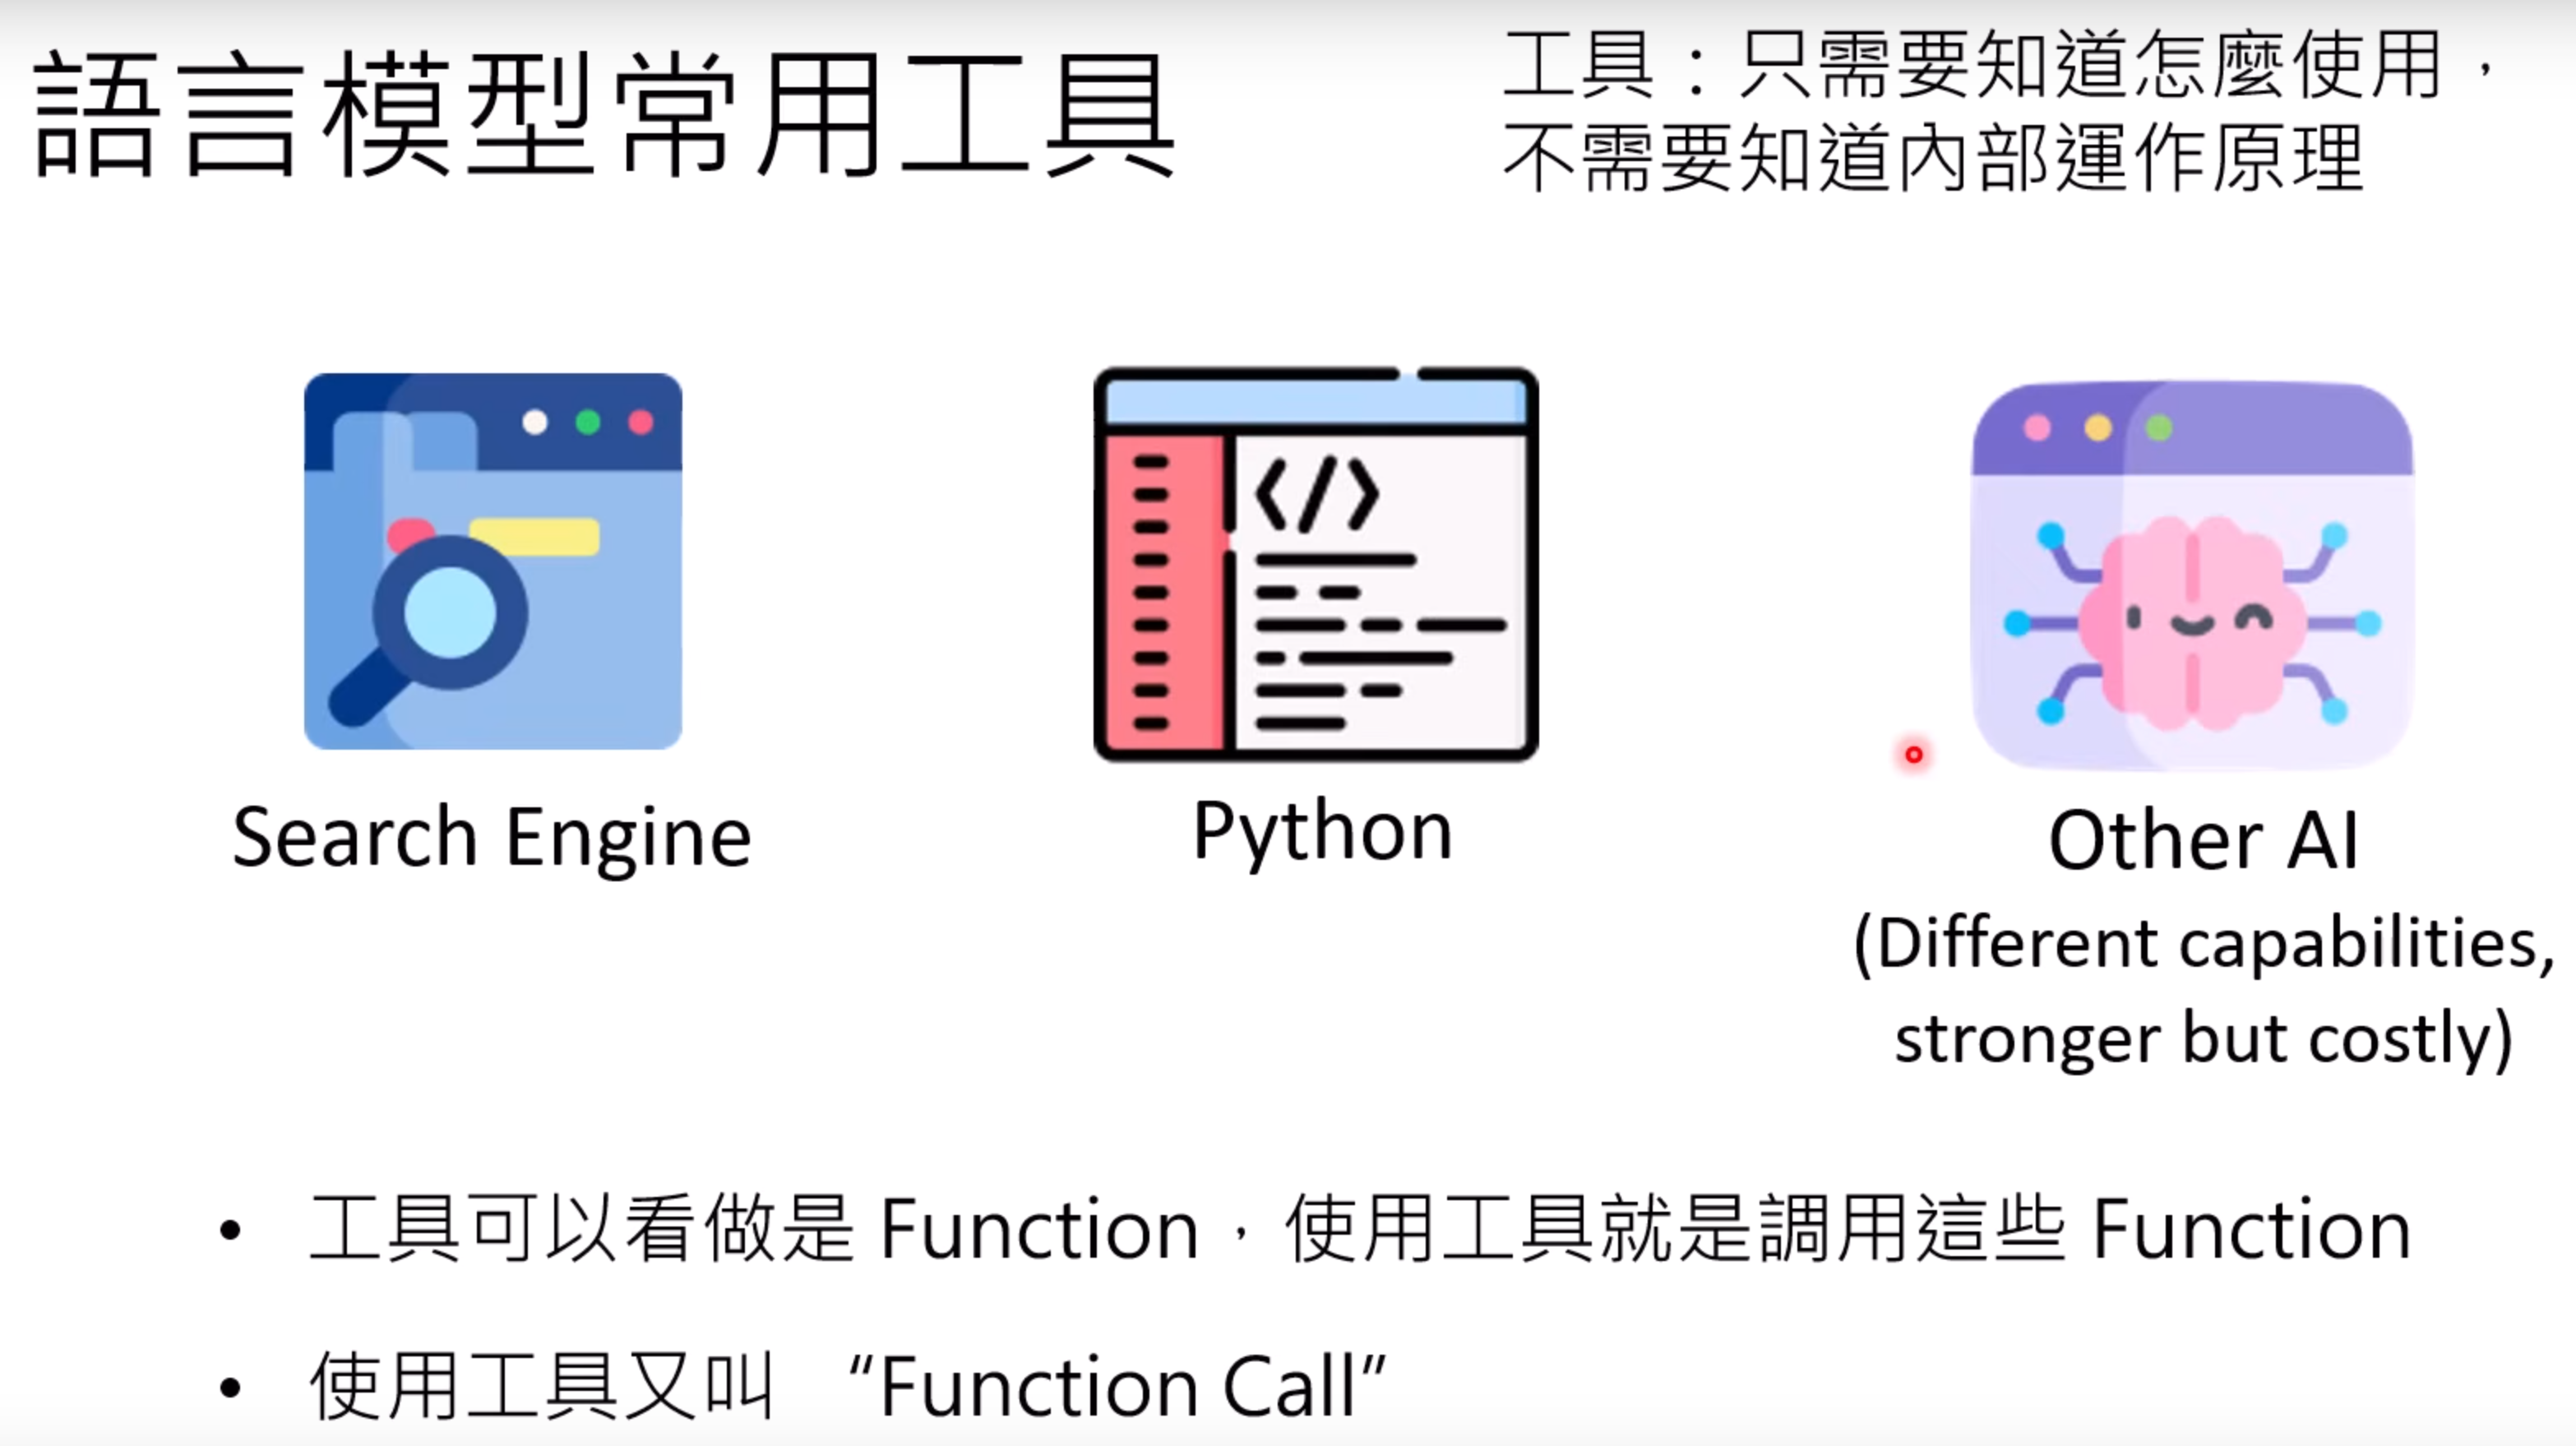 語言模型常用工具
工具：只需要知道怎麼使用，
不需要知道內部運作原理
Search Engine
Python
Other AI
(Different capabilities,
stronger but costly)
• 工具可以看做是 Function，使用工具就是調用這些 Function
• 使用工具又叫 “Function Call”